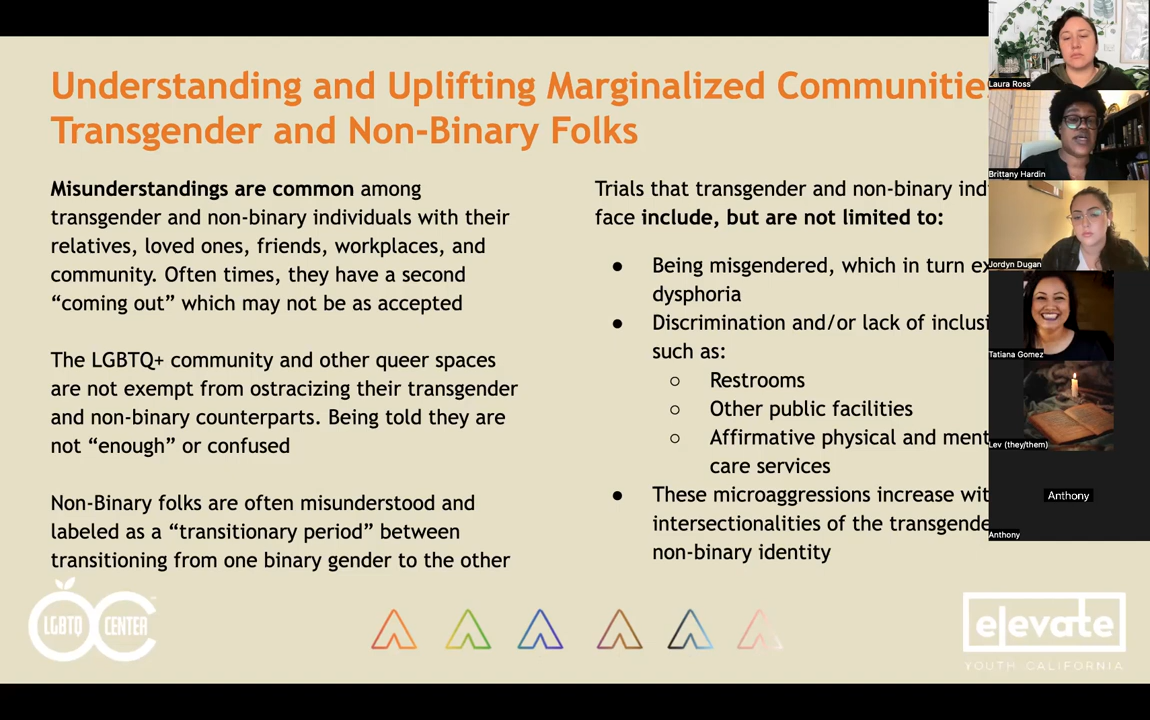 Understanding and Uplifting Marginalized Communitie
Transgender and Non-Binary Folks
Misunderstandings are common among
transgender and non-binary individuals with their
relatives, loved ones, friends, workplaces, and
community. Often times, they have a second
“coming out” which may not be as accepted
The LGBTQ+ community and other queer spaces
are not exempt from ostracizing their transgender
and non-binary counterparts. Being told they are
not “enough” or confused
Non-Binary folks are often misunderstood and
labeled as a “transitionary period” between
transitioning from one binary gender to the other
Trials that transgender and non-binary ind
face include, but are not limited to:
● Being misgendered, which in turn ex
dysphoria
● Discrimination and/or lack of inclusi
such as:
○ Restrooms
○ Other public facilities
○ Affirmative physical and ment
care services
● These microaggressions increase wit
intersectionalities of the transgende
non-binary identity
Laura Ross
Brittany Hardin
Jordyn Dugan
Tatiana Gomez
Lev (they/them)
Anthony
Anthony
OC
LGBTQ CENTER
elevate
YOUTH CALIFORNIA